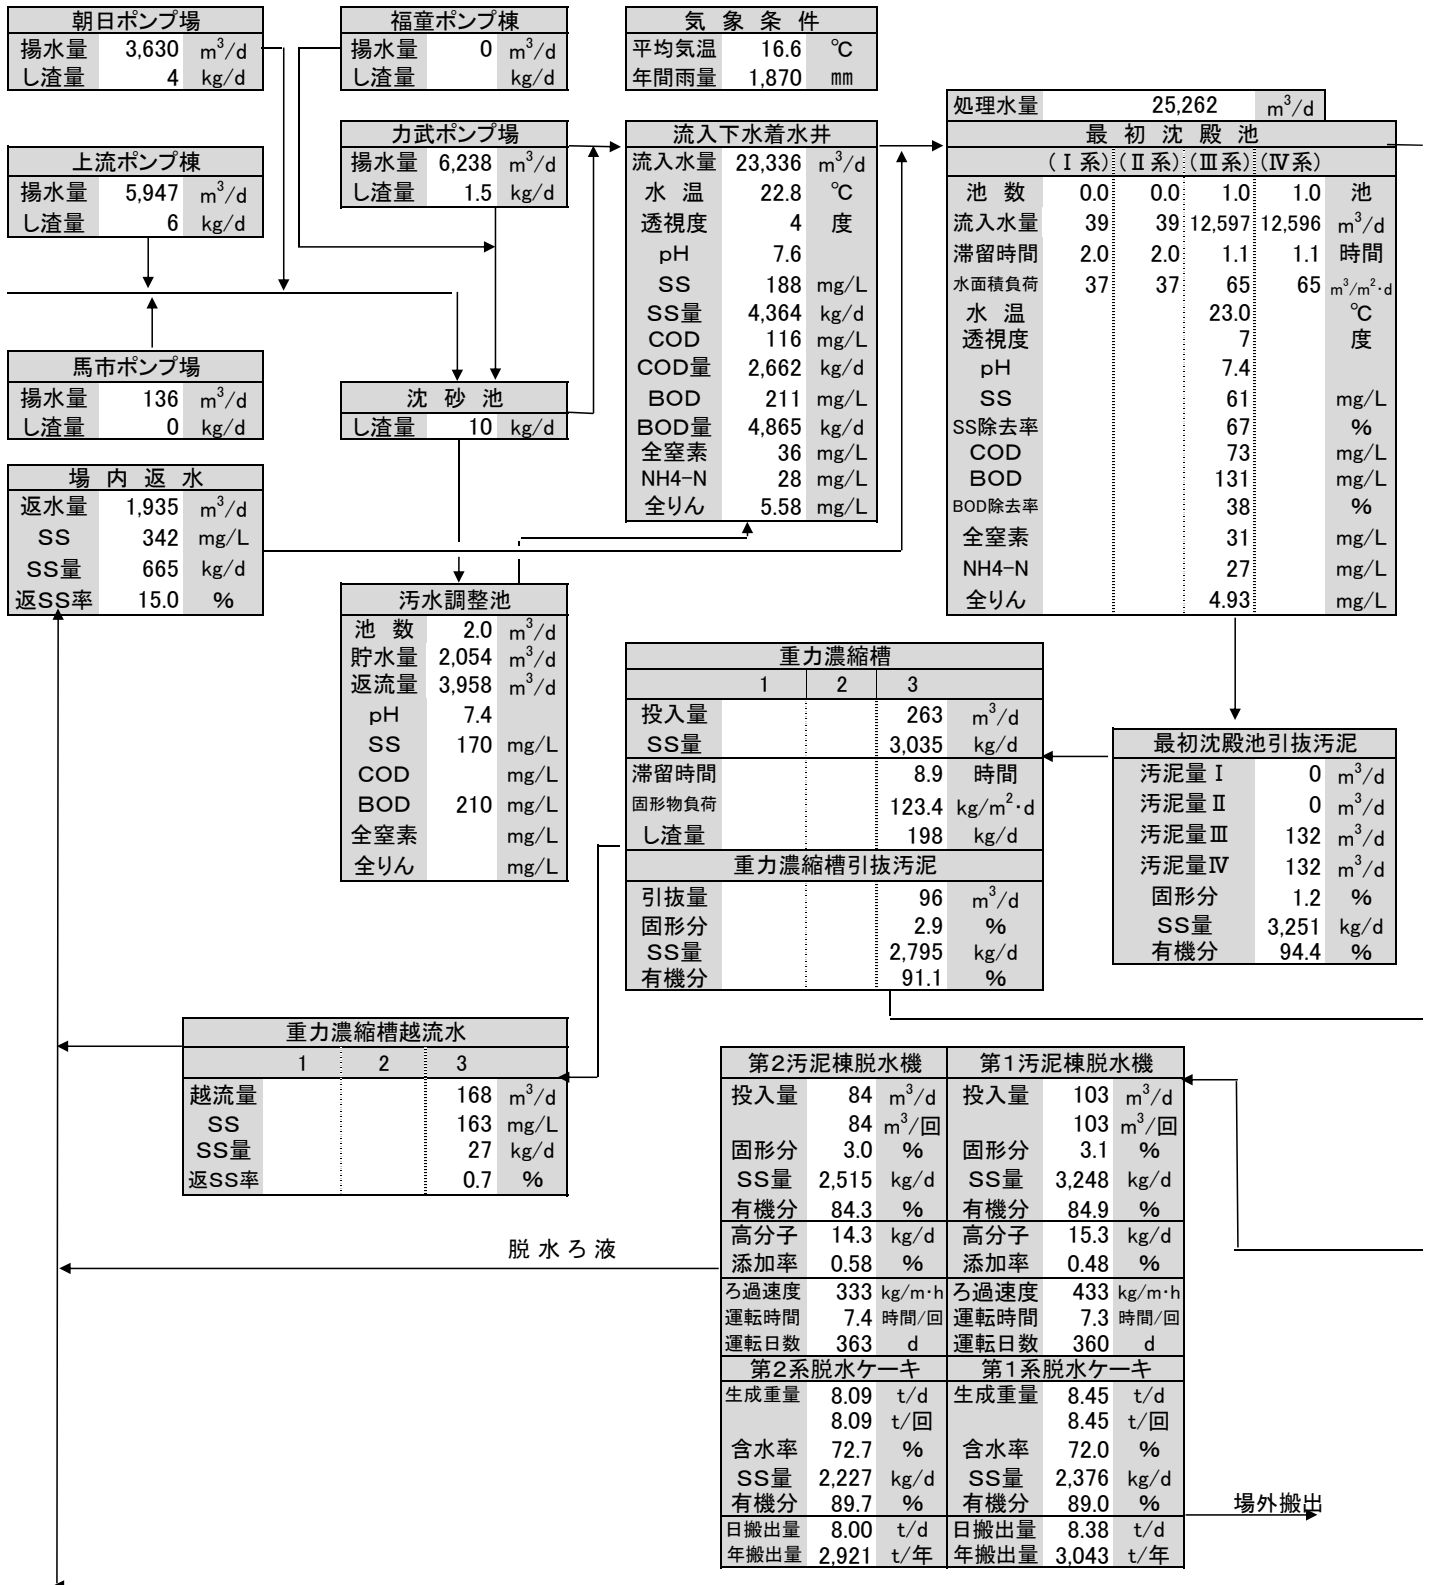 朝日ポンプ場
揚水量 3,630 m³/d
し渣量 4 kg/d
福童ポンプ棟
揚水量 0 m³/d
し渣量 kg/d
気 象 条 件
平均気温 16.6 ℃
年間雨量 1,870 ㎜
処理水量 25,262 m³/d
上流ポンプ棟
揚水量 5,947 m³/d
し渣量 6 kg/d
力武ポンプ場
揚水量 6,238 m³/d
し渣量 1.5 kg/d
流入下水着水井
流入水量 23,336 m³/d
水 温 22.8 ℃
透視度 4 度
pH 7.6
SS 188 mg/L
SS量 4,364 kg/d
COD 116 mg/L
COD量 2,662 kg/d
BOD 211 mg/L
BOD量 4,865 kg/d
全窒素 36 mg/L
NH4-N 28 mg/L
全りん 5.58 mg/L
最 初 沈 殿 池
(Ⅰ系) (Ⅱ系) (Ⅲ系) (Ⅳ系)
池 数 0.0 0.0 1.0 1.0 池
流入水量 39 39 12,597 12,596 m³/d
滞留時間 2.0 2.0 1.1 1.1 時間
水面積負荷 37 37 65 65 m³/m²・d
水 温 23.0 ℃
透視度 7 度
pH 7.4
SS 61 mg/L
SS除去率 67 %
COD 73 mg/L
BOD 131 mg/L
BOD除去率 38 %
全窒素 31 mg/L
NH4-N 27 mg/L
全りん 4.93 mg/L
馬市ポンプ場
揚水量 136 m³/d
し渣量 0 kg/d
沈 砂 池
し渣量 10 kg/d
場 内 返 水
返水量 1,935 m³/d
SS 342 mg/L
SS量 665 kg/d
返SS率 15.0 %
汚水調整池
池 数 2.0 m³/d
貯水量 2,054 m³/d
返流量 3,958 m³/d
pH 7.4
SS 170 mg/L
COD mg/L
BOD 210 mg/L
全窒素 mg/L
全りん mg/L
重力濃縮槽
1 2 3
投入量 263 m³/d
SS量 3,035 kg/d
滞留時間 8.9 時間
固形物負荷 123.4 kg/m²・d
し渣量 198 kg/d
重力濃縮槽引抜汚泥
引抜量 96 m³/d
固形分 2.9 %
SS量 2,795 kg/d
有機分 91.1 %
最初沈殿池引抜汚泥
汚泥量Ⅰ 0 m³/d
汚泥量Ⅱ 0 m³/d
汚泥量Ⅲ 132 m³/d
汚泥量Ⅳ 132 m³/d
固形分 1.2 %
SS量 3,251 kg/d
有機分 94.4 %
重力濃縮槽越流水
1 2 3
越流量 168 m³/d
SS 163 mg/L
SS量 27 kg/d
返SS率 0.7 %
脱 水 ろ 液
第2汚泥棟脱水機
投入量 84 m³/d
84 m³/回
固形分 3.0 %
SS量 2,515 kg/d
有機分 84.3 %
高分子 14.3 kg/d
添加率 0.58 %
ろ過速度 333 kg/m・h
運転時間 7.4 時間/回
運転日数 363 d
第2系脱水ケーキ
生成重量 8.09 t/d
8.09 t/回
含水率 72.7 %
SS量 2,227 kg/d
有機分 89.7 %
日搬出量 8.00 t/d
年搬出量 2,921 t/年
第1汚泥棟脱水機
投入量 103 m³/d
103 m³/回
固形分 3.1 %
SS量 3,248 kg/d
有機分 84.9 %
高分子 15.3 kg/d
添加率 0.48 %
ろ過速度 433 kg/m・h
運転時間 7.3 時間/回
運転日数 360 d
第1系脱水ケーキ
生成重量 8.45 t/d
8.45 t/回
含水率 72.0 %
SS量 2,376 kg/d
有機分 89.0 %
日搬出量 8.38 t/d
年搬出量 3,043 t/年
場外搬出